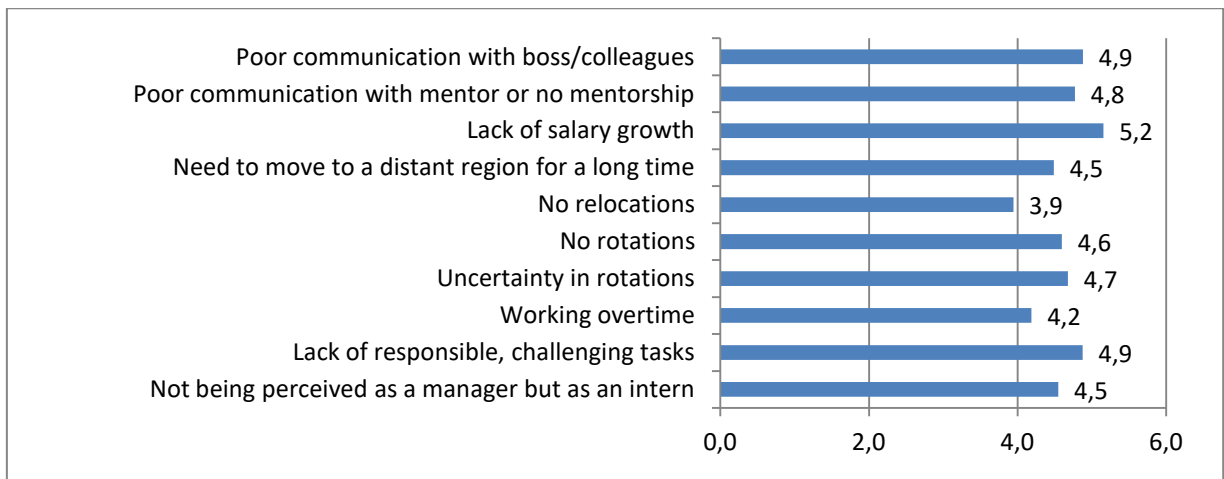 Poor communication with boss/colleagues 4,9
Poor communication with mentor or no mentorship 4,8
Lack of salary growth 5,2
Need to move to a distant region for a long time 4,5
No relocations 3,9
No rotations 4,6
Uncertainty in rotations 4,7
Working overtime 4,2
Lack of responsible, challenging tasks 4,9
Not being perceived as a manager but as an intern 4,5
0,0 2,0 4,0 6,0